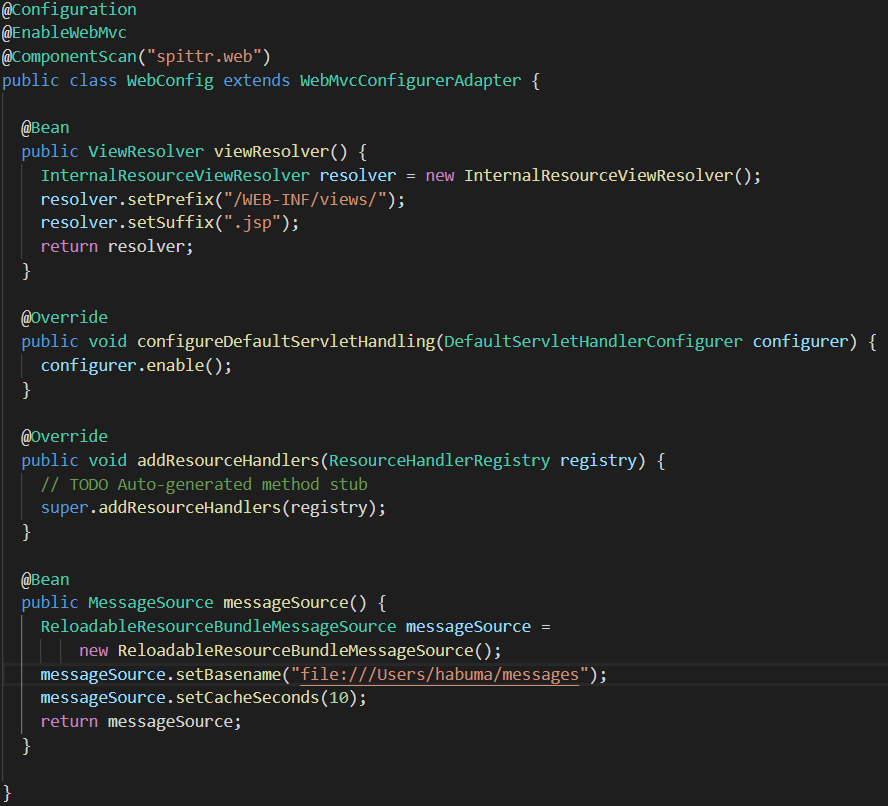 @Configuration
@EnableWebMvc
@ComponentScan("spittr.web")
public class WebConfig extends WebMvcConfigurerAdapter {
@Bean
public ViewResolver viewResolver() {
InternalResourceViewResolver resolver = new InternalResourceViewResolver();
resolver.setPrefix("/WEB-INF/views/");
resolver.setSuffix(".jsp");
return resolver;
}
@Override
public void configureDefaultServletHandling(DefaultServletHandlerConfigurer configurer) {
configurer.enable();
}
@Override
public void addResourceHandlers(ResourceHandlerRegistry registry) {
// TODO Auto-generated method stub
super.addResourceHandlers(registry);
}
@Bean
public MessageSource messageSource() {
ReloadableResourceBundleMessageSource messageSource =
new ReloadableResourceBundleMessageSource();
messageSource.setBasename("file:///Users/habuma/messages");
messageSource.setCacheSeconds(10);
return messageSource;
}
}